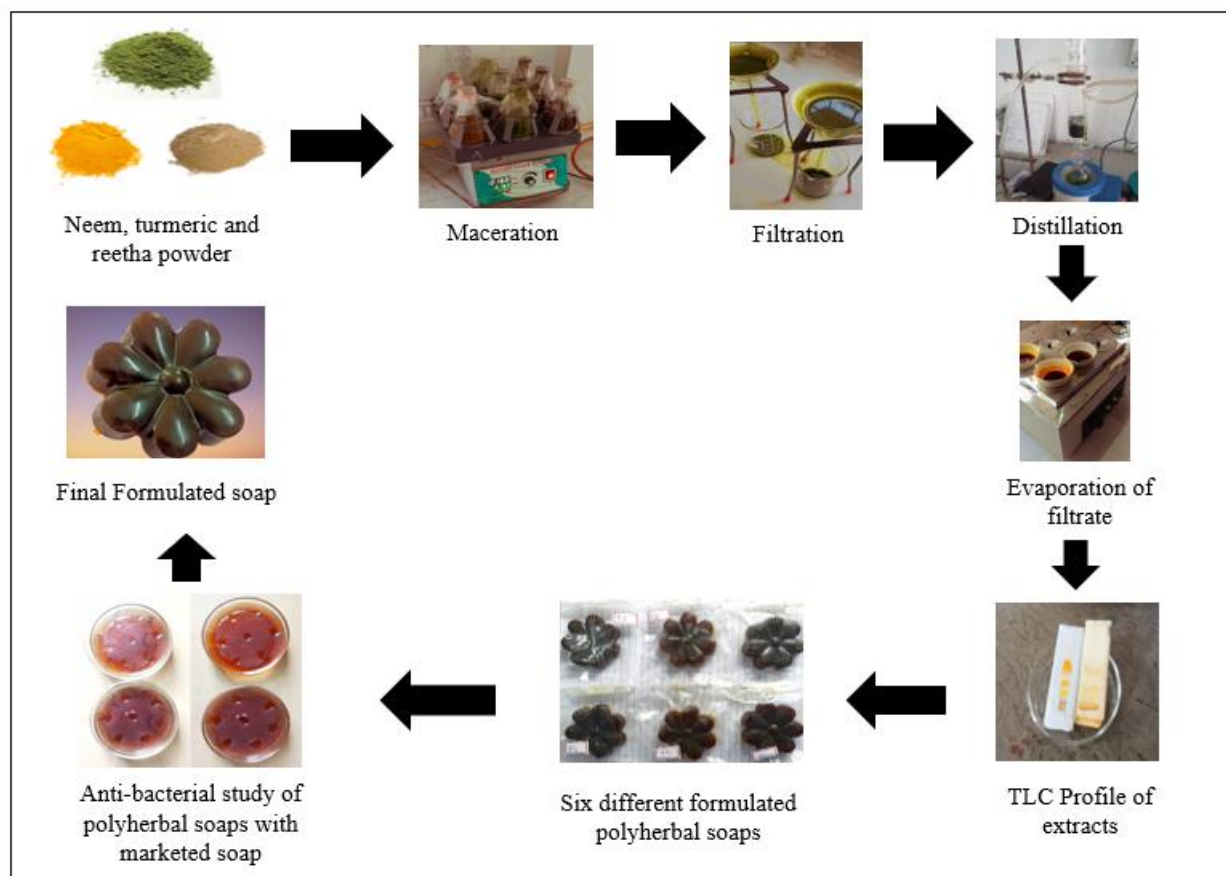 Neem, turmeric and
reetha powder
Maceration
Filtration
Distillation
Evaporation of
filtrate
TLC Profile of
extracts
Six different formulated
polyherbal soaps
Anti-bacterial study of
polyherbal soaps with
marketed soap
Final Formulated soap